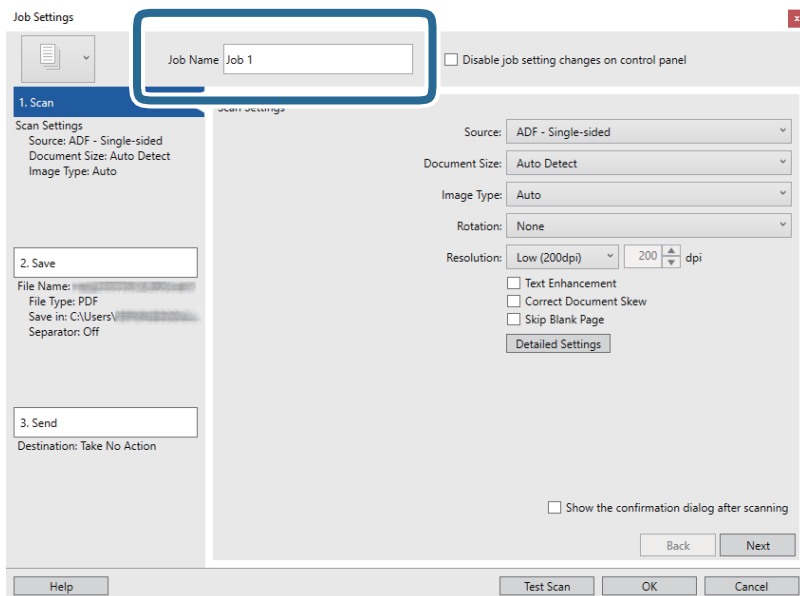 Job Settings
x
Job Name Job 1
Disable job setting changes on control panel
1. Scan
Scan Settings
Source: ADF - Single-sided
Document Size: Auto Detect
Image Type: Auto
2. Save
File Name:
File Type: PDF
Save in: C:\Users\
Separator: Off
3. Send
Destination: Take No Action
Scan Settings
Source: ADF - Single-sided
Document Size: Auto Detect
Image Type: Auto
Rotation: None
Resolution: Low (200dpi) 200 dpi
Text Enhancement
Correct Document Skew
Skip Blank Page
Detailed Settings
Show the confirmation dialog after scanning
Back Next
Help Test Scan OK Cancel